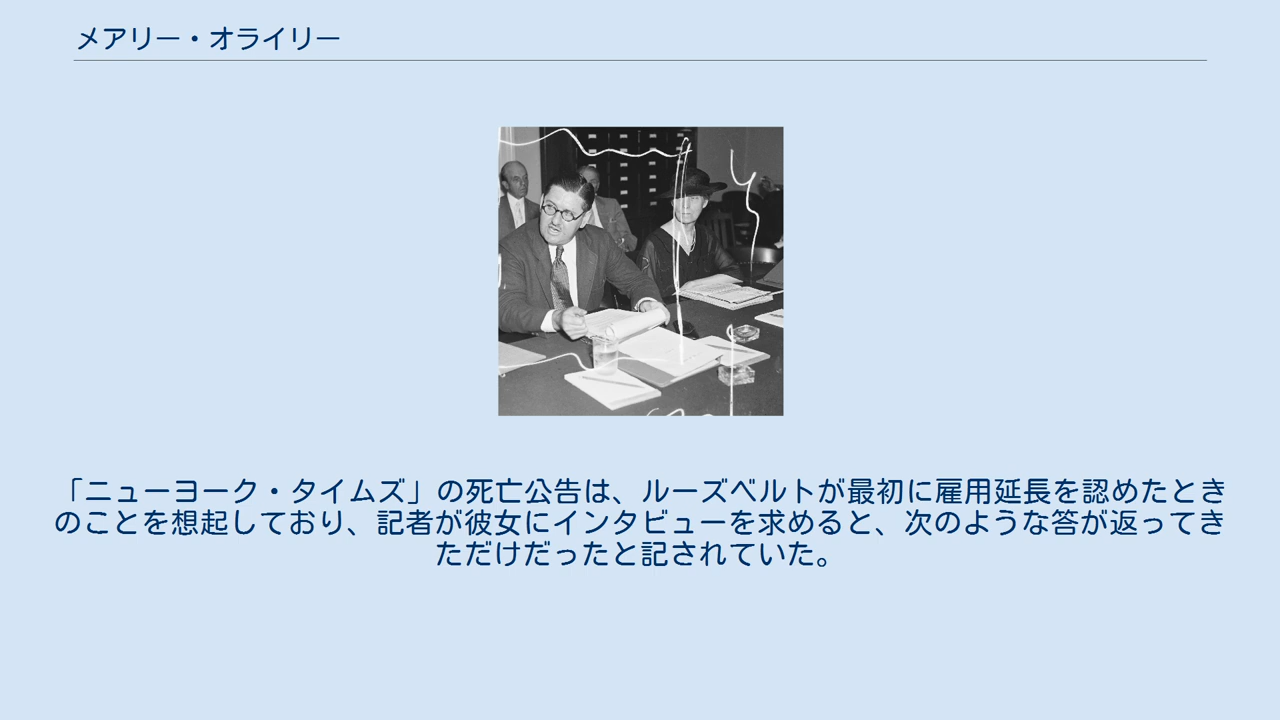 メアリー・オライリー
「ニューヨーク・タイムズ」の死亡公告は、ルーズベルトが最初に雇用延長を認めたとき
のことを想起しており、記者が彼女にインタビューを求めると、次のような答が返ってき
ただけだったと記されていた。